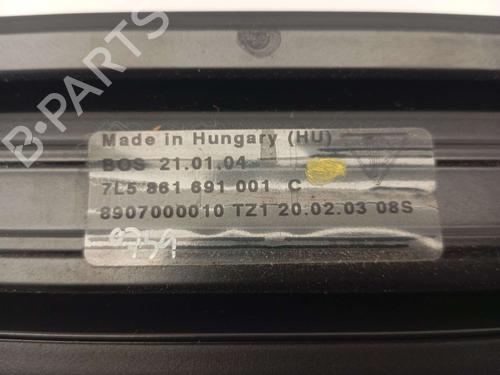 B-PARTS
Made in Hungary (HU)
BOS 21.01.04
7L5 861 691 001 C
8907000010 TZ1 20.02.03 08S